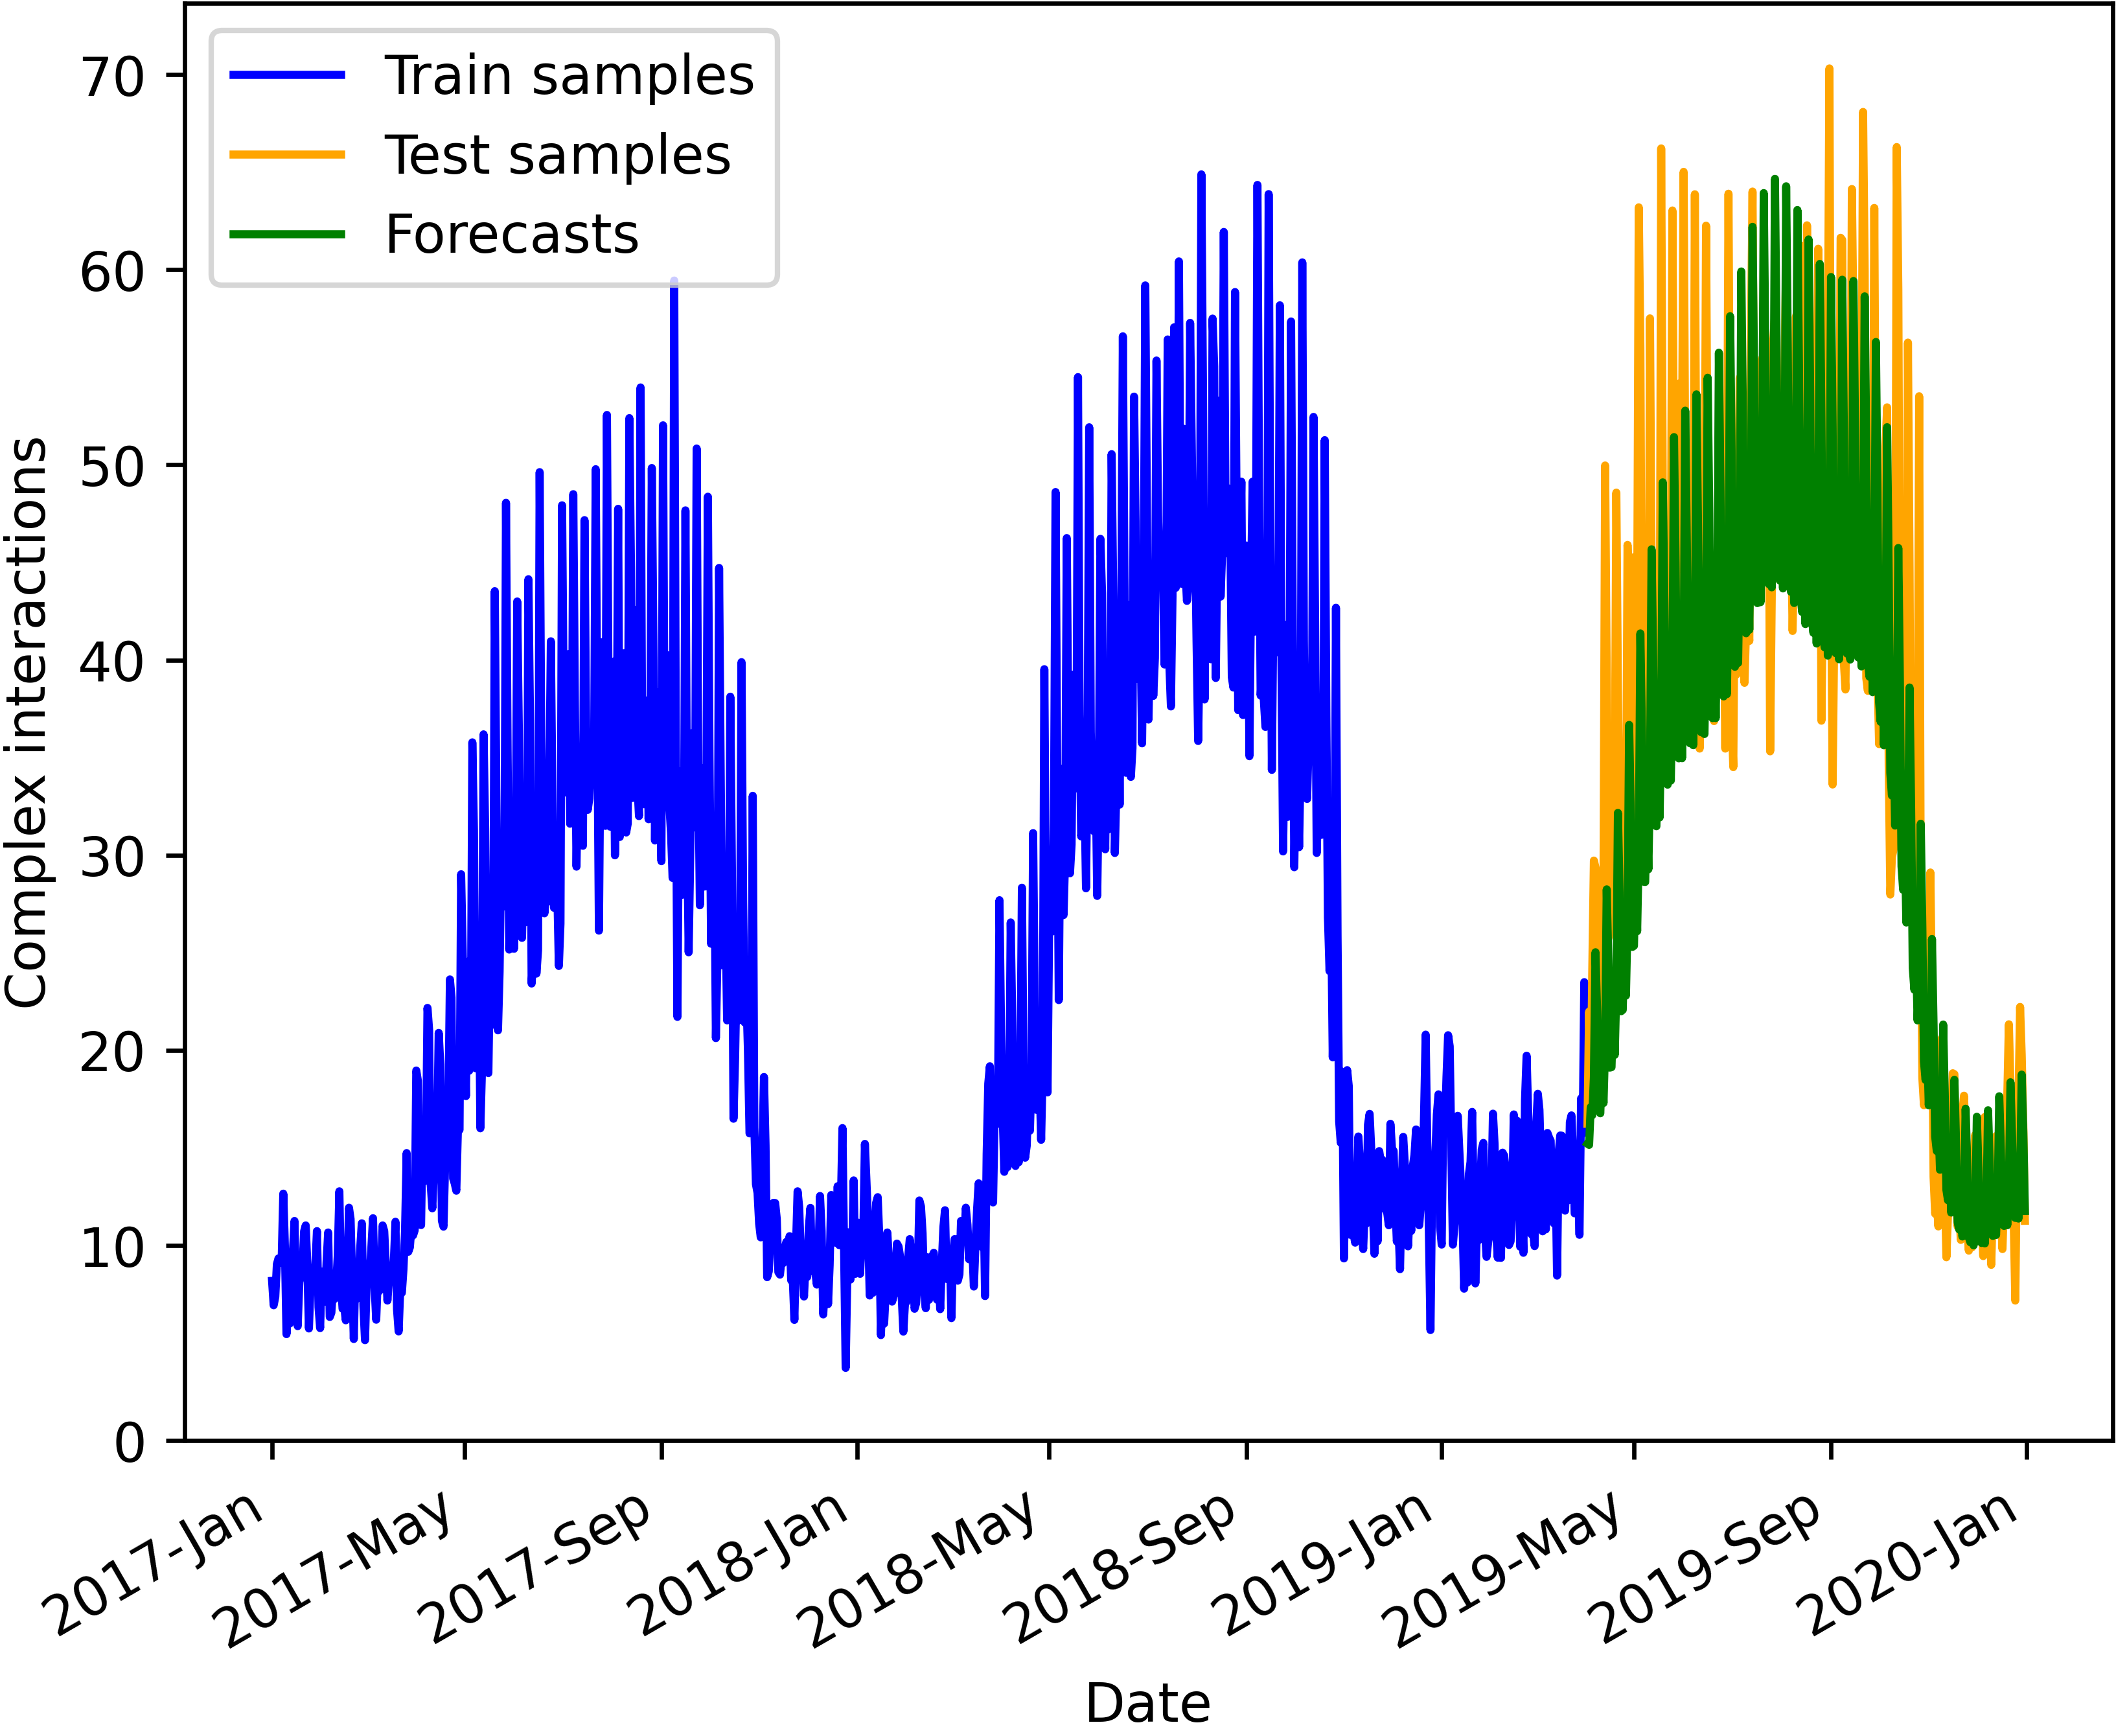 Train samples
Test samples
Forecasts
70
60
50
40
30
20
10
0
Complex interactions
2017-Jan
2017-May
2017-Sep
2018-Jan
2018-May
2018-Sep
2019-Jan
2019-May
2019-Sep
2020-Jan
Date